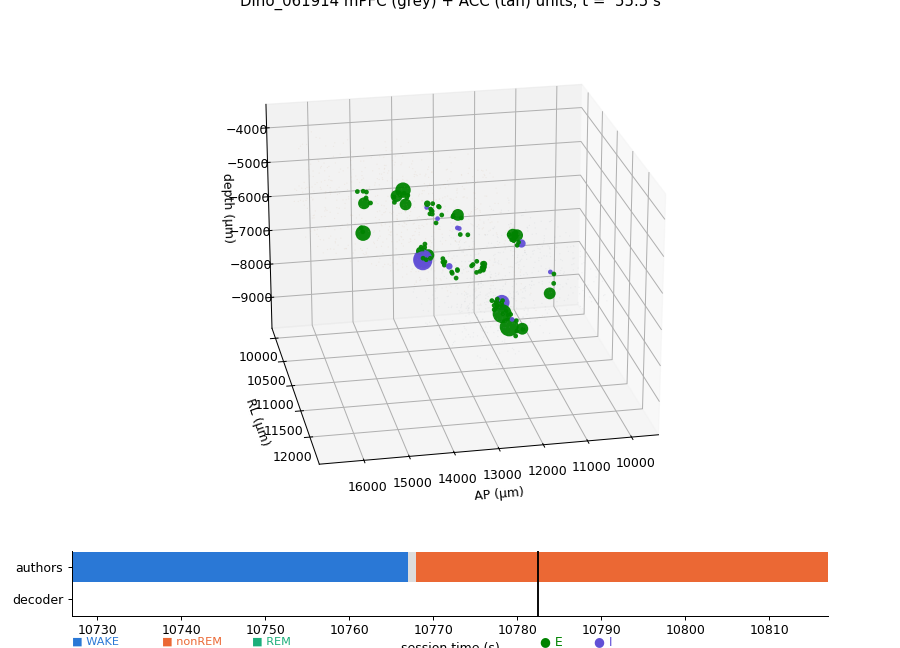 Dino_061914 mPFC (grey) + ACC (tan) units, t = 55.5 s
−4000
−5000
−6000
−7000
−8000
−9000
depth (μm)
10000
10500
11000
11500
12000
RL (μm)
16000 15000 14000 13000 12000 11000 10000
AP (μm)
authors
decoder
10730 10740 10750 10760 10770 10780 10790 10800 10810
WAKE nonREM REM E I
session time (s)